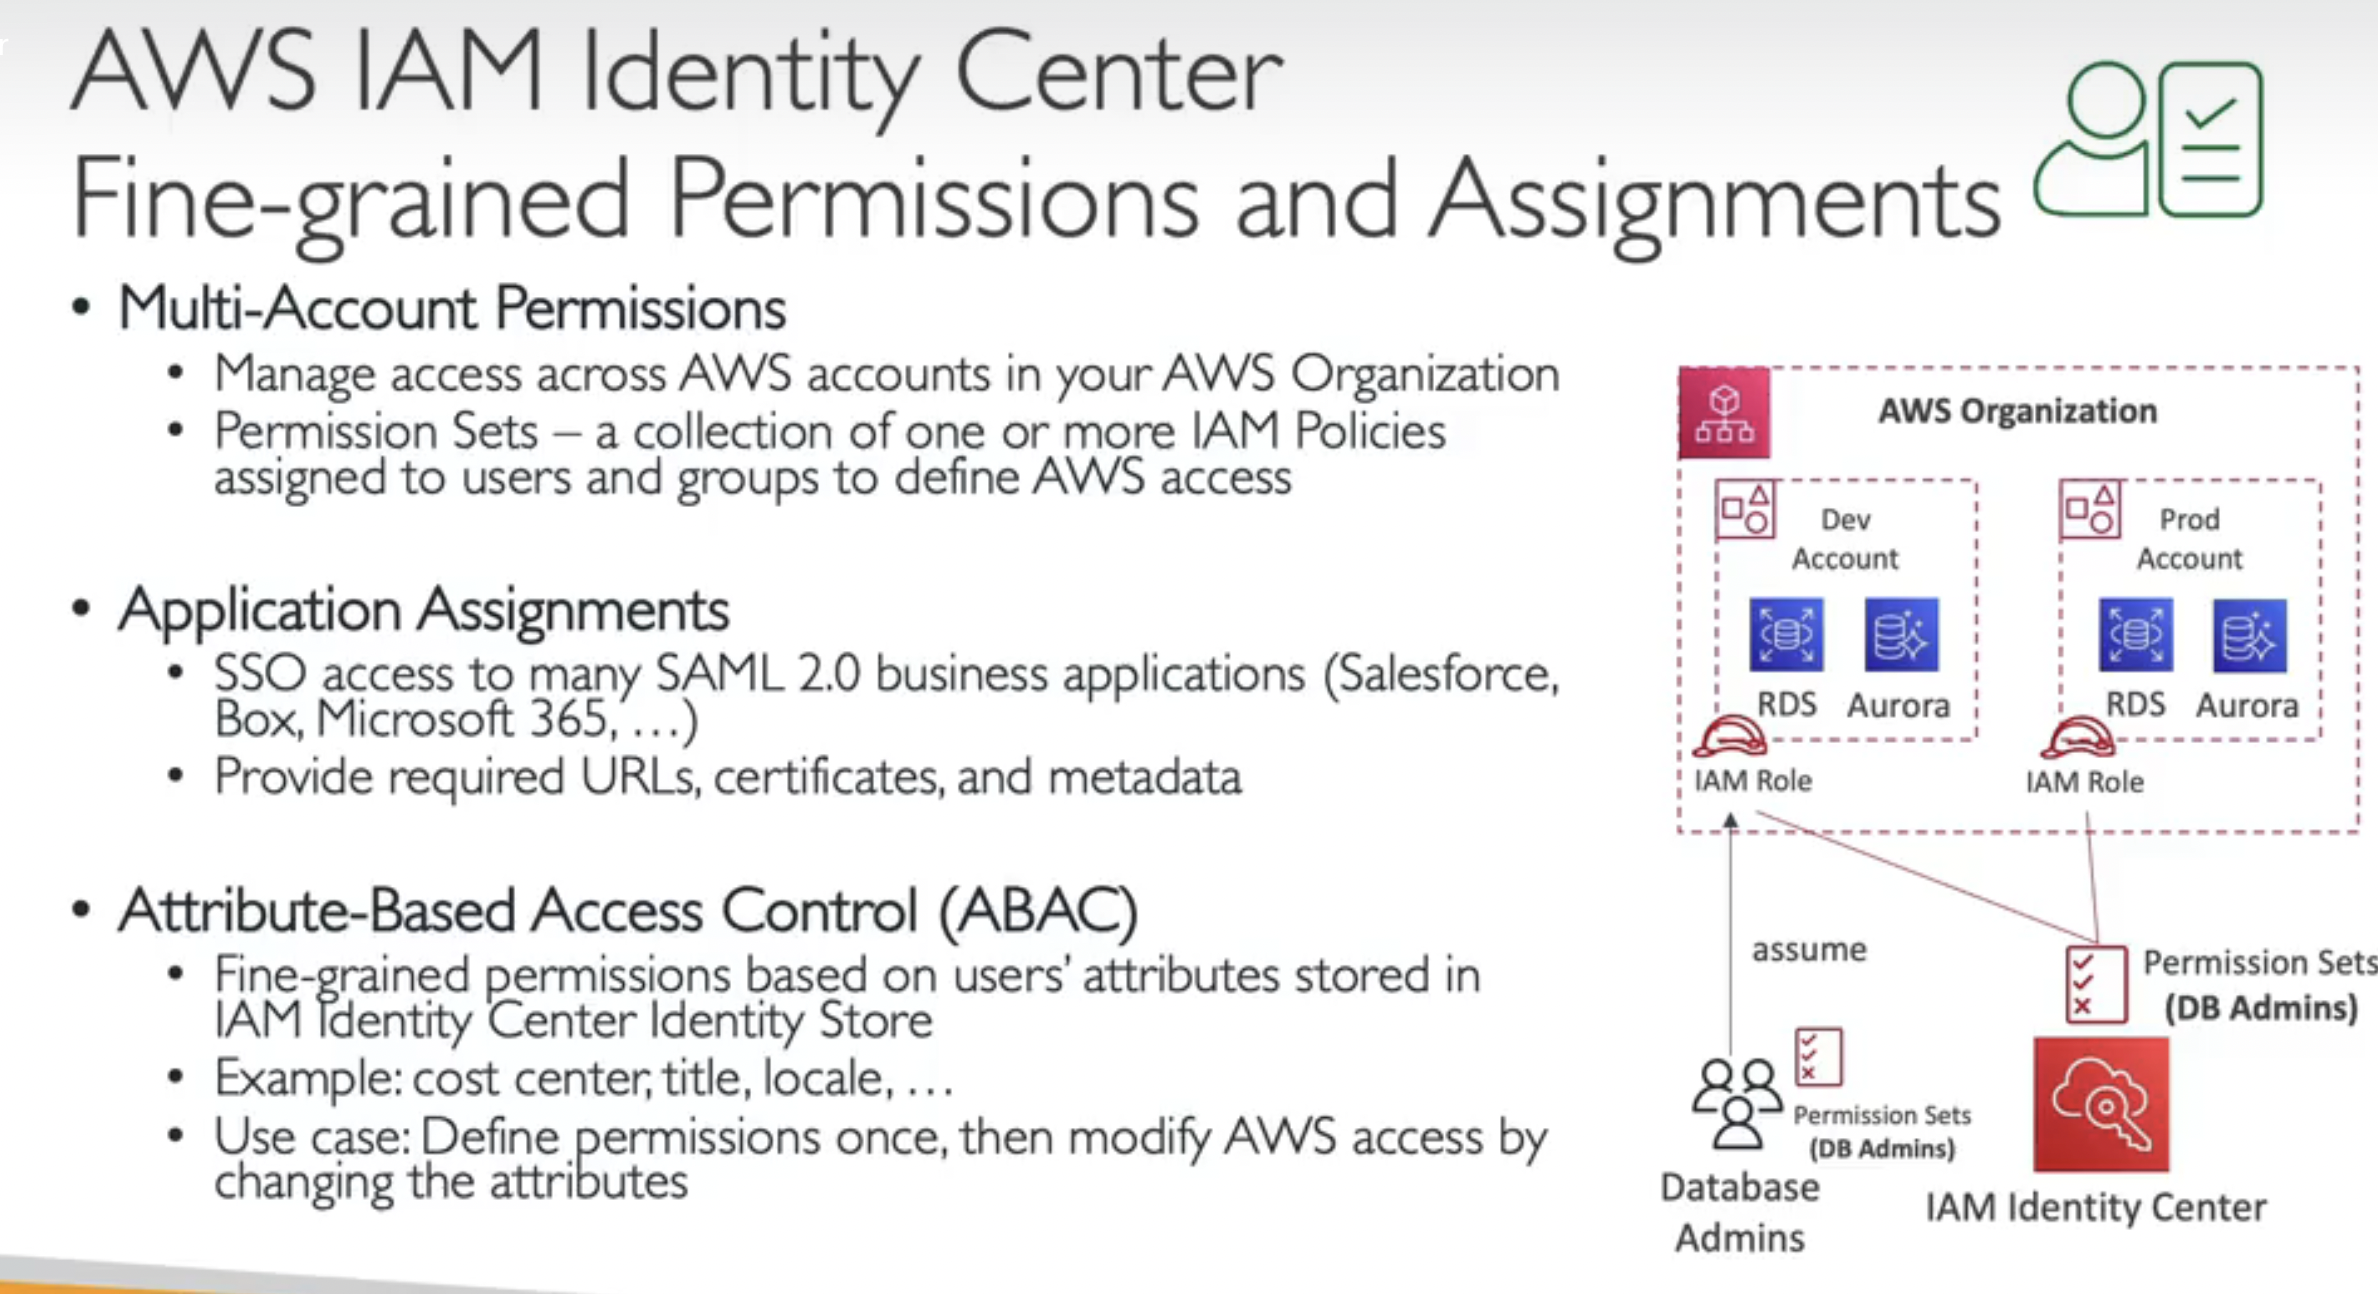 AWS IAM Identity Center
Fine-grained Permissions and Assignments
• Multi-Account Permissions
• Manage access across AWS accounts in your AWS Organization
• Permission Sets – a collection of one or more IAM Policies
assigned to users and groups to define AWS access
• Application Assignments
• SSO access to many SAML 2.0 business applications (Salesforce,
Box, Microsoft 365, …)
• Provide required URLs, certificates, and metadata
• Attribute-Based Access Control (ABAC)
• Fine-grained permissions based on users’ attributes stored in
IAM Identity Center Identity Store
• Example: cost center, title, locale, …
• Use case: Define permissions once, then modify AWS access by
changing the attributes
AWS Organization
Dev
Account
RDS
Aurora
IAM Role
Prod
Account
RDS
Aurora
IAM Role
assume
Permission Sets
(DB Admins)
Permission Sets
(DB Admins)
Database
Admins
IAM Identity Center